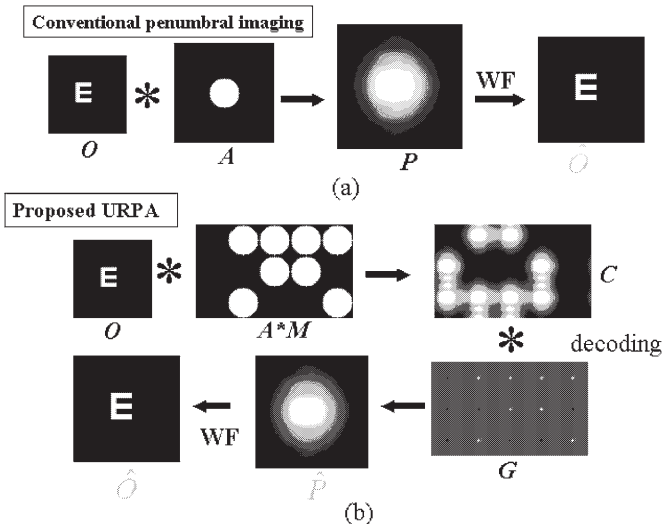 Conventional penumbral imaging
E * → WF → E
O A P Ô
(a)
Proposed URPA
E * → C
O A*M
* decoding
E ← WF ←
Ô P̂ G
(b)